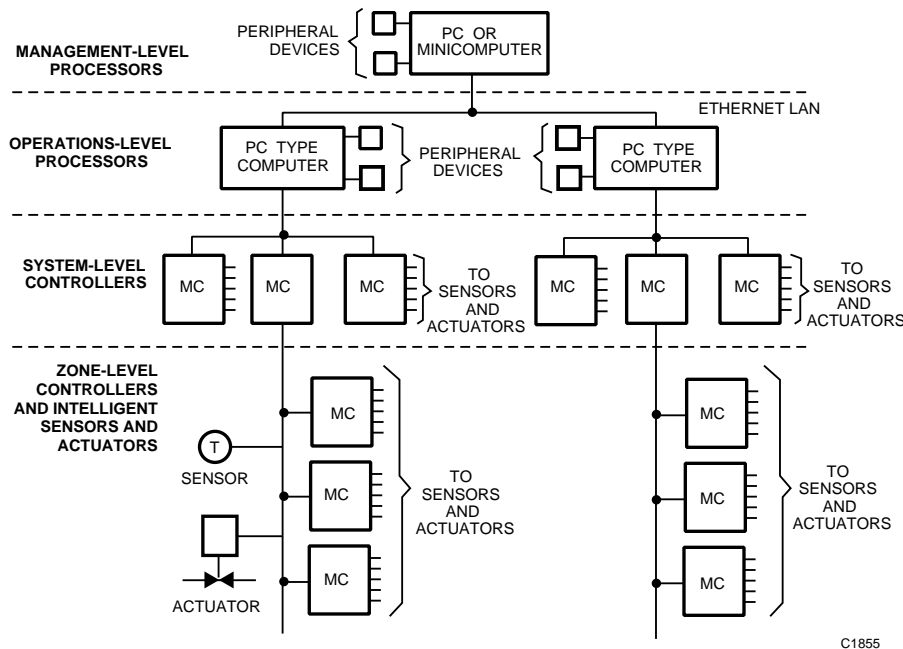 PERIPHERAL
DEVICES
PC OR
MINICOMPUTER
MANAGEMENT-LEVEL
PROCESSORS
ETHERNET LAN
OPERATIONS-LEVEL
PROCESSORS
PC TYPE
COMPUTER
PERIPHERAL
DEVICES
PC TYPE
COMPUTER
SYSTEM-LEVEL
CONTROLLERS
MC
MC
MC
TO
SENSORS
AND
ACTUATORS
MC
MC
MC
TO
SENSORS
AND
ACTUATORS
ZONE-LEVEL
CONTROLLERS
AND INTELLIGENT
SENSORS AND
ACTUATORS
T
SENSOR
ACTUATOR
MC
MC
MC
TO
SENSORS
AND
ACTUATORS
MC
MC
MC
TO
SENSORS
AND
ACTUATORS
C1855